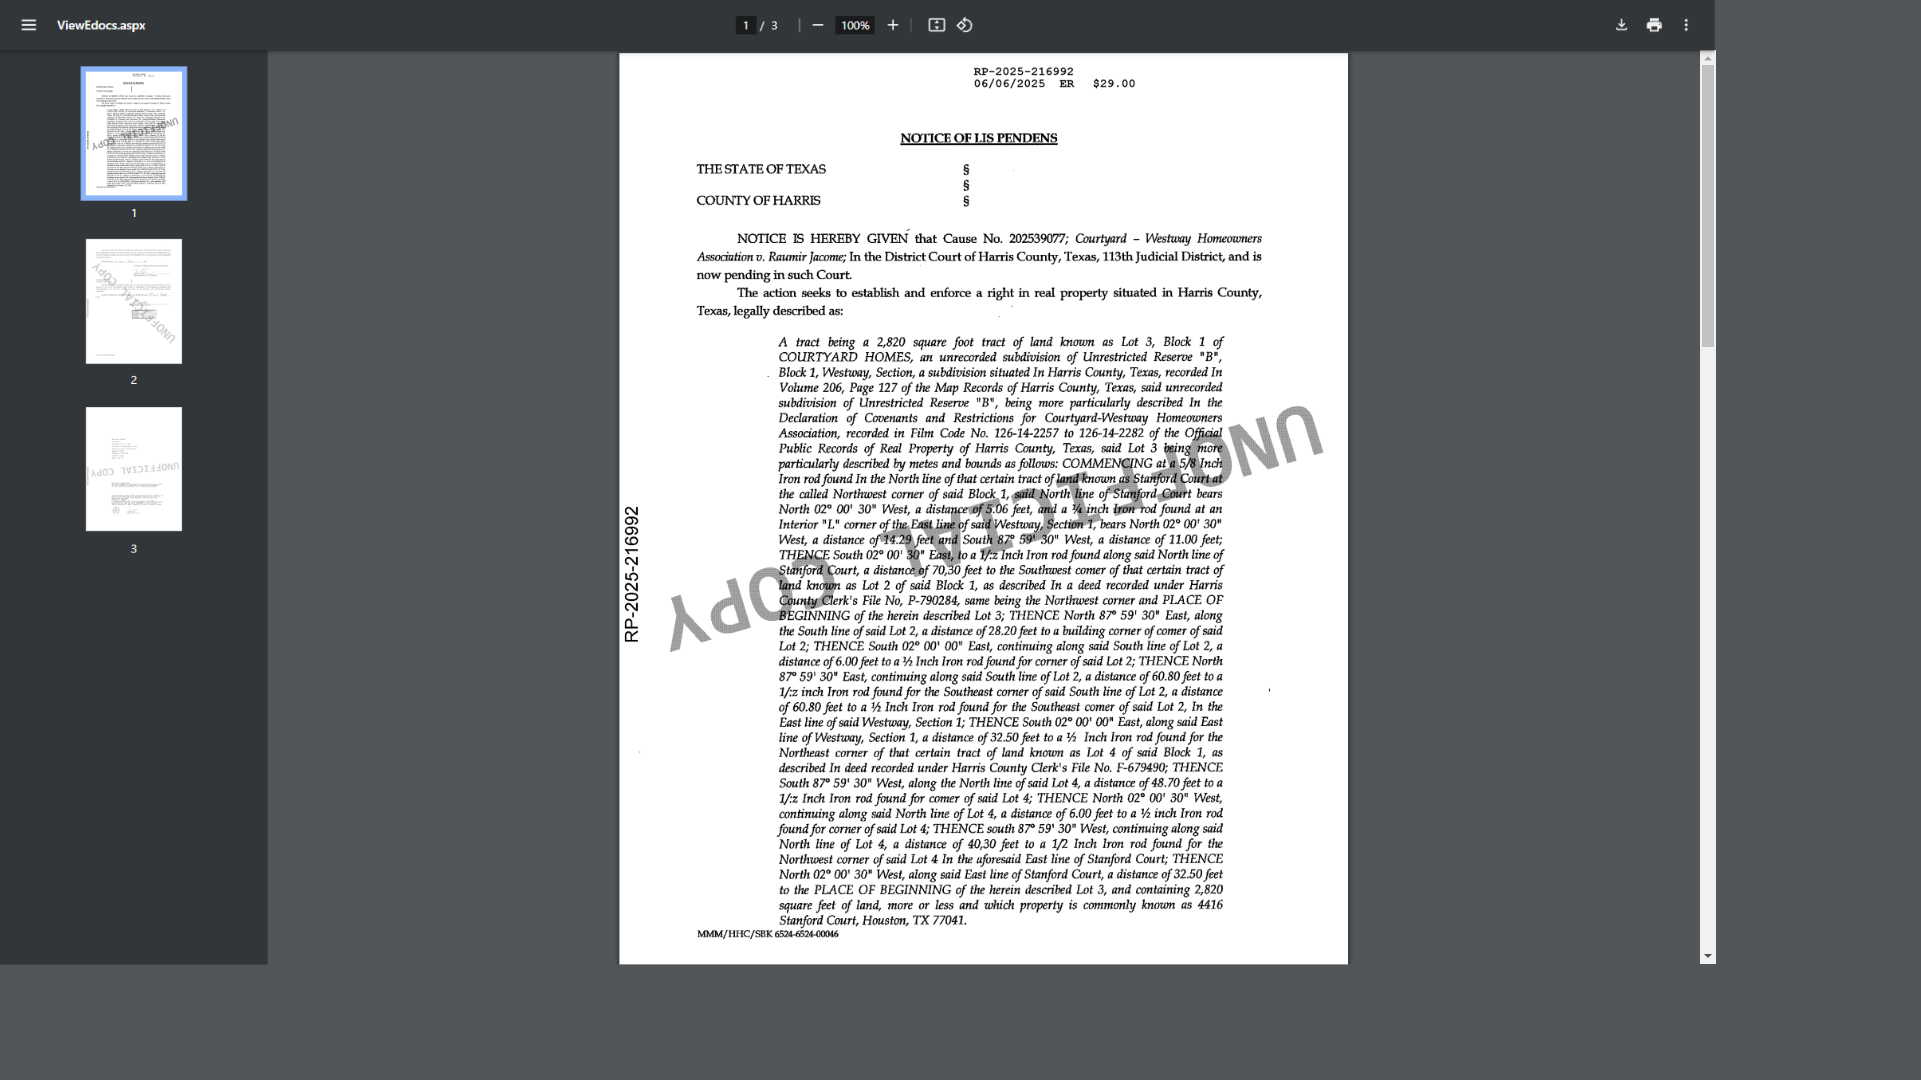 ViewEdocs.aspx
1 / 3
100%
1
2
3
RP-2025-216992
06/06/2025 ER $29.00
NOTICE OF LIS PENDENS
THE STATE OF TEXAS §
§
COUNTY OF HARRIS §
NOTICE IS HEREBY GIVEN that Cause No. 202539077; Courtyard – Westway Homeowners
Association v. Raumir Jacome; In the District Court of Harris County, Texas, 113th Judicial District, and is
now pending in such Court.
The action seeks to establish and enforce a right in real property situated in Harris County,
Texas, legally described as:
A tract being a 2,820 square foot tract of land known as Lot 3, Block 1 of
COURTYARD HOMES, an unrecorded subdivision of Unrestricted Reserve "B",
Block 1, Westway, Section, a subdivision situated In Harris County, Texas, recorded In
Volume 206, Page 127 of the Map Records of Harris County, Texas, said unrecorded
subdivision of Unrestricted Reserve "B", being more particularly described In the
Declaration of Covenants and Restrictions for Courtyard-Westway Homeowners
Association, recorded in Film Code No. 126-14-2257 to 126-14-2282 of the Official
Public Records of Real Property of Harris County, Texas, said Lot 3 being more
particularly described by metes and bounds as follows: COMMENCING at a 5/8 Inch
Iron rod found In the North line of that certain tract of land known as Stanford Court at
the called Northwest corner of said Block 1, said North line of Stanford Court bears
North 02° 00' 30" West, a distance of 5.06 feet, and a ¼ inch Iron rod found at an
Interior "L" corner of the East line of said Westway, Section 1, bears North 02° 00' 30"
West, a distance of 14.29 feet and South 87° 59' 30" West, a distance of 11.00 feet;
THENCE South 02° 00' 30" East, to a 1/:z Inch Iron rod found along said North line of
Stanford Court, a distance of 70,30 feet to the Southwest comer of that certain tract of
land known as Lot 2 of said Block 1, as described In a deed recorded under Harris
County Clerk's File No, P-790284, same being the Northwest corner and PLACE OF
BEGINNING of the herein described Lot 3; THENCE North 87° 59' 30" East, along
the South line of said Lot 2, a distance of 28.20 feet to a building corner of comer of said
Lot 2; THENCE South 02° 00' 00" East, continuing along said South line of Lot 2, a
distance of 6.00 feet to a ½ Inch Iron rod found for corner of said Lot 2; THENCE North
87° 59' 30" East, continuing along said South line of Lot 2, a distance of 60.80 feet to a
1/:z inch Iron rod found for the Southeast corner of said South line of Lot 2, a distance
of 60.80 feet to a ½ Inch Iron rod found for the Southeast comer of said Lot 2, In the
East line of said Westway, Section 1; THENCE South 02° 00' 00" East, along said East
line of Westway, Section 1, a distance of 32.50 feet to a ½ Inch Iron rod found for the
Northeast corner of that certain tract of land known as Lot 4 of said Block 1, as
described In deed recorded under Harris County Clerk's File No. F-679490; THENCE
South 87° 59' 30" West, along the North line of said Lot 4, a distance of 48.70 feet to a
1/:z Inch Iron rod found for comer of said Lot 4; THENCE North 02° 00' 30" West,
continuing along said North line of Lot 4, a distance of 6.00 feet to a ½ inch Iron rod
found for corner of said Lot 4; THENCE south 87° 59' 30" West, continuing along said
North line of Lot 4, a distance of 40,30 feet to a 1/2 Inch Iron rod found for the
Northwest corner of said Lot 4 In the aforesaid East line of Stanford Court; THENCE
North 02° 00' 30" West, along said East line of Stanford Court, a distance of 32.50 feet
to the PLACE OF BEGINNING of the herein described Lot 3, and containing 2,820
square feet of land, more or less and which property is commonly known as 4416
Stanford Court, Houston, TX 77041.
MMM/HHC/SBK 6524-6524-00046
RP-2025-216992
UNOFFICIAL COPY